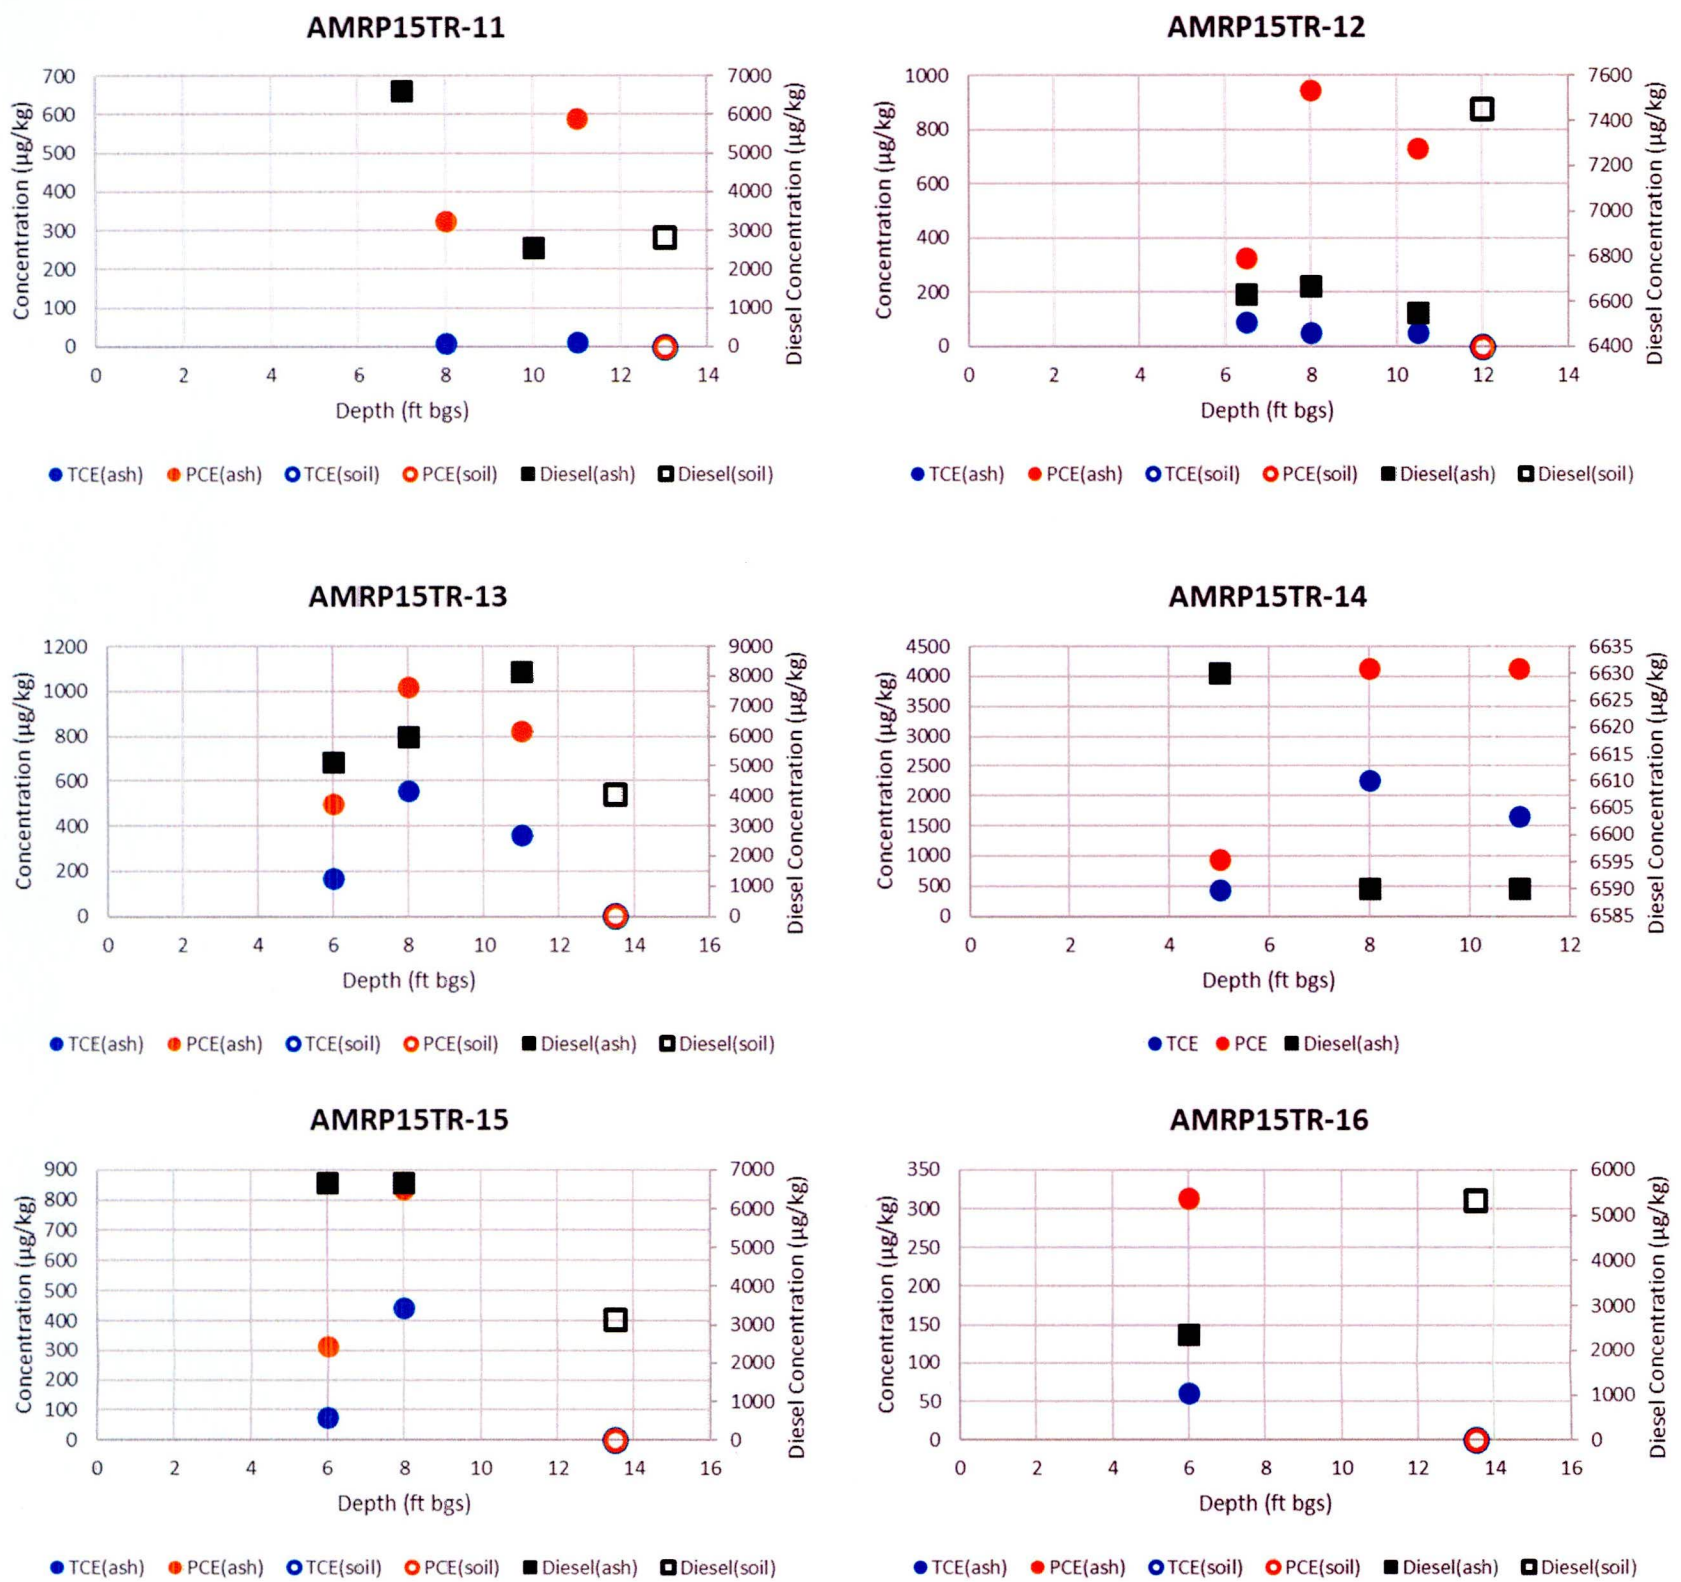 AMRP15TR-11
Concentration (µg/kg)
700
600
500
400
300
200
100
0
7000
6000
5000
4000
3000
2000
1000
0
Diesel Concentration (µg/kg)
0 2 4 6 8 10 12 14
Depth (ft bgs)
TCE(ash) PCE(ash) TCE(soil) PCE(soil) Diesel(ash) Diesel(soil)
AMRP15TR-12
Concentration (µg/kg)
1000
800
600
400
200
0
7600
7400
7200
7000
6800
6600
6400
Diesel Concentration (µg/kg)
0 2 4 6 8 10 12 14
Depth (ft bgs)
TCE(ash) PCE(ash) TCE(soil) PCE(soil) Diesel(ash) Diesel(soil)
AMRP15TR-13
Concentration (µg/kg)
1200
1000
800
600
400
200
0
9000
8000
7000
6000
5000
4000
3000
2000
1000
0
Diesel Concentration (µg/kg)
0 2 4 6 8 10 12 14 16
Depth (ft bgs)
TCE(ash) PCE(ash) TCE(soil) PCE(soil) Diesel(ash) Diesel(soil)
AMRP15TR-14
Concentration (µg/kg)
4500
4000
3500
3000
2500
2000
1500
1000
500
0
6635
6630
6625
6620
6615
6610
6605
6600
6595
6590
6585
Diesel Concentration (µg/kg)
0 2 4 6 8 10 12
Depth (ft bgs)
TCE PCE Diesel(ash)
AMRP15TR-15
Concentration (µg/kg)
900
800
700
600
500
400
300
200
100
0
7000
6000
5000
4000
3000
2000
1000
0
Diesel Concentration (µg/kg)
0 2 4 6 8 10 12 14 16
Depth (ft bgs)
TCE(ash) PCE(ash) TCE(soil) PCE(soil) Diesel(ash) Diesel(soil)
AMRP15TR-16
Concentration (µg/kg)
350
300
250
200
150
100
50
0
6000
5000
4000
3000
2000
1000
0
Diesel Concentration (µg/kg)
0 2 4 6 8 10 12 14 16
Depth (ft bgs)
TCE(ash) PCE(ash) TCE(soil) PCE(soil) Diesel(ash) Diesel(soil)